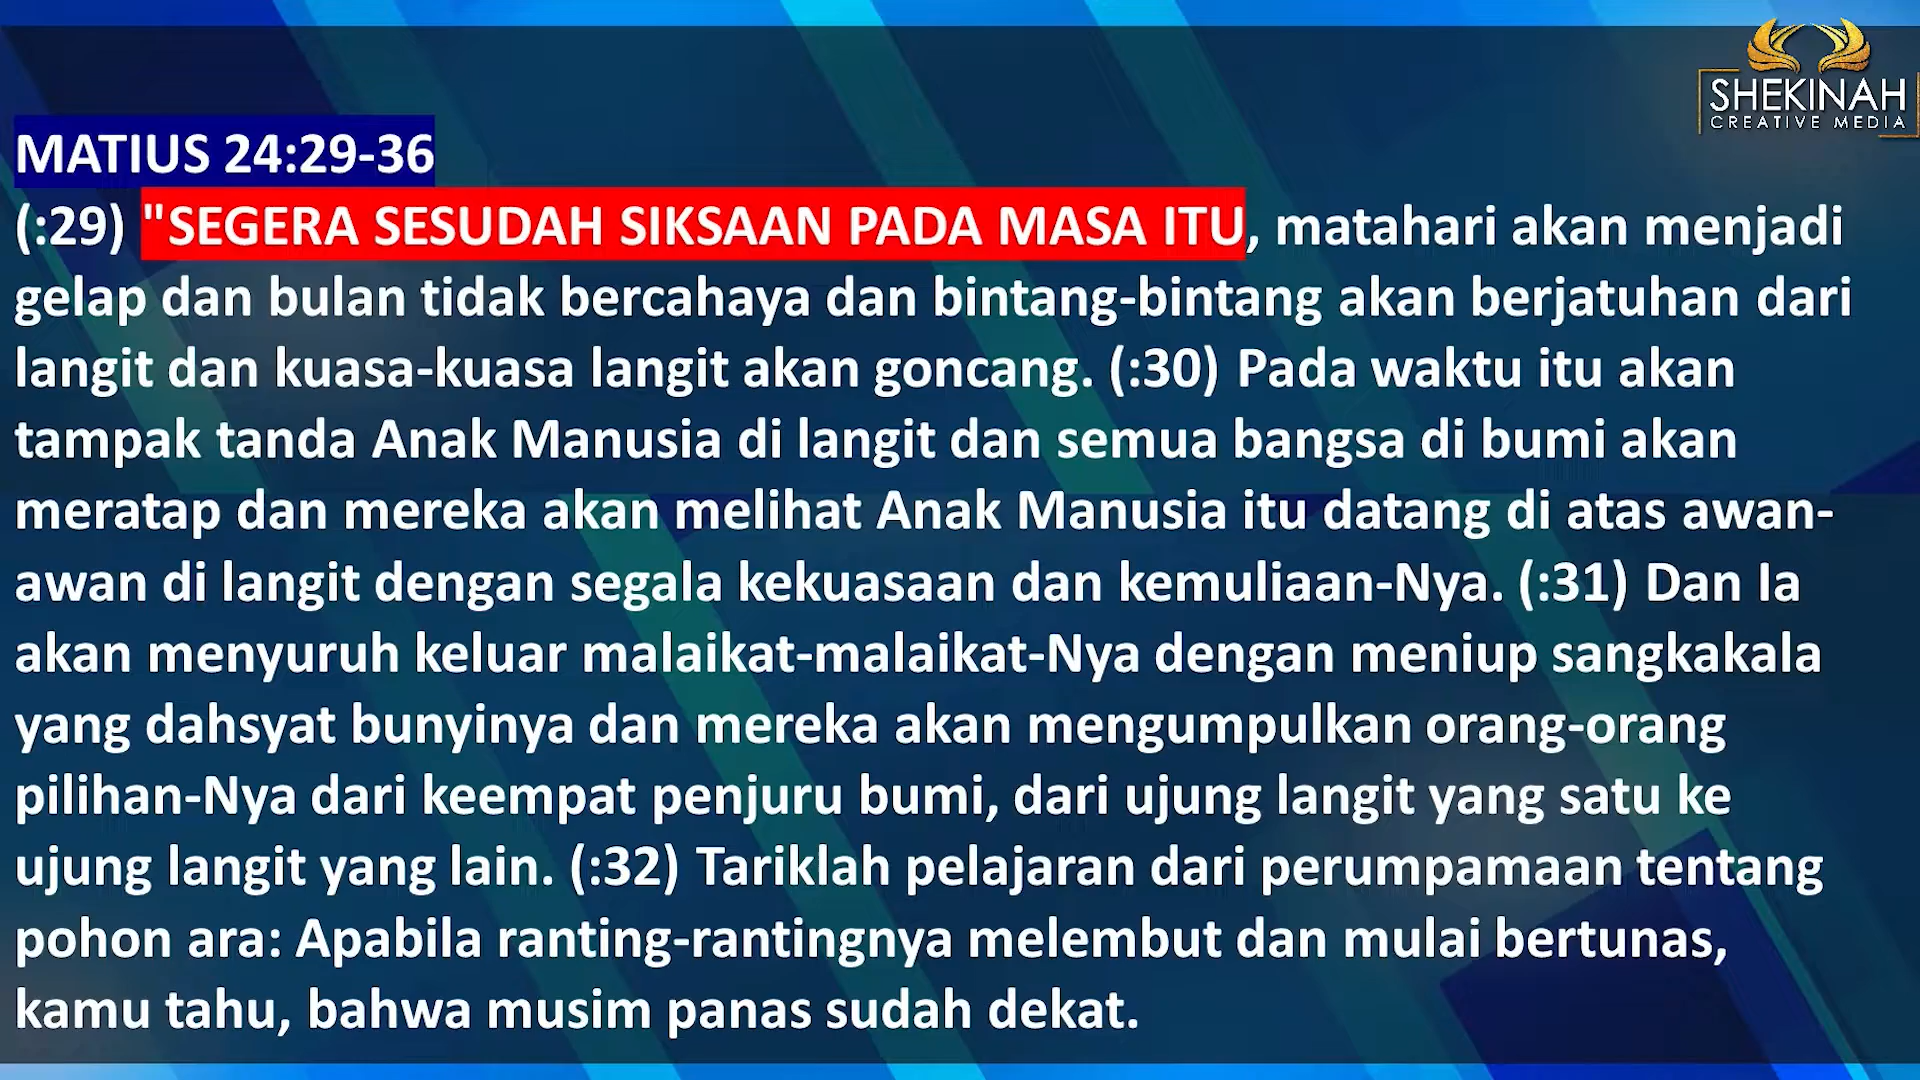 SHEKINAH
CREATIVE MEDIA
MATIUS 24:29-36
(:29) "SEGERA SESUDAH SIKSAAN PADA MASA ITU, matahari akan menjadi
gelap dan bulan tidak bercahaya dan bintang-bintang akan berjatuhan dari
langit dan kuasa-kuasa langit akan goncang. (:30) Pada waktu itu akan
tampak tanda Anak Manusia di langit dan semua bangsa di bumi akan
meratap dan mereka akan melihat Anak Manusia itu datang di atas awan-
awan di langit dengan segala kekuasaan dan kemuliaan-Nya. (:31) Dan Ia
akan menyuruh keluar malaikat-malaikat-Nya dengan meniup sangkakala
yang dahsyat bunyinya dan mereka akan mengumpulkan orang-orang
pilihan-Nya dari keempat penjuru bumi, dari ujung langit yang satu ke
ujung langit yang lain. (:32) Tariklah pelajaran dari perumpamaan tentang
pohon ara: Apabila ranting-rantingnya melembut dan mulai bertunas,
kamu tahu, bahwa musim panas sudah dekat.